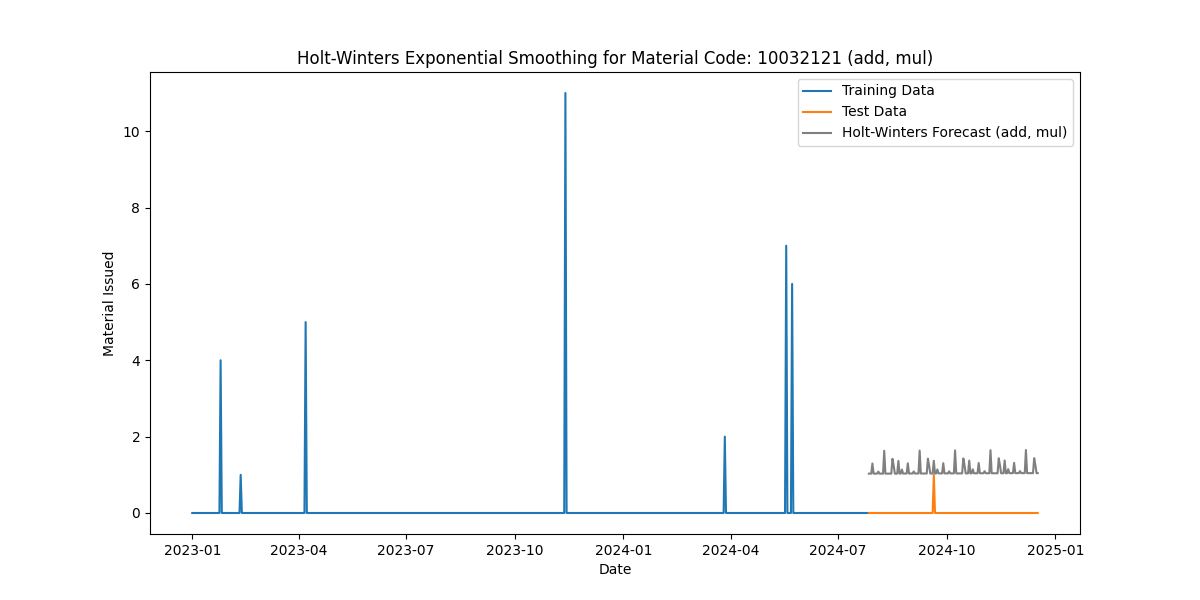 Holt-Winters Exponential Smoothing for Material Code: 10032121 (add, mul)
Training Data
Test Data
Holt-Winters Forecast (add, mul)
Material Issued
10
8
6
4
2
0
2023-01 2023-04 2023-07 2023-10 2024-01 2024-04 2024-07 2024-10 2025-01
Date